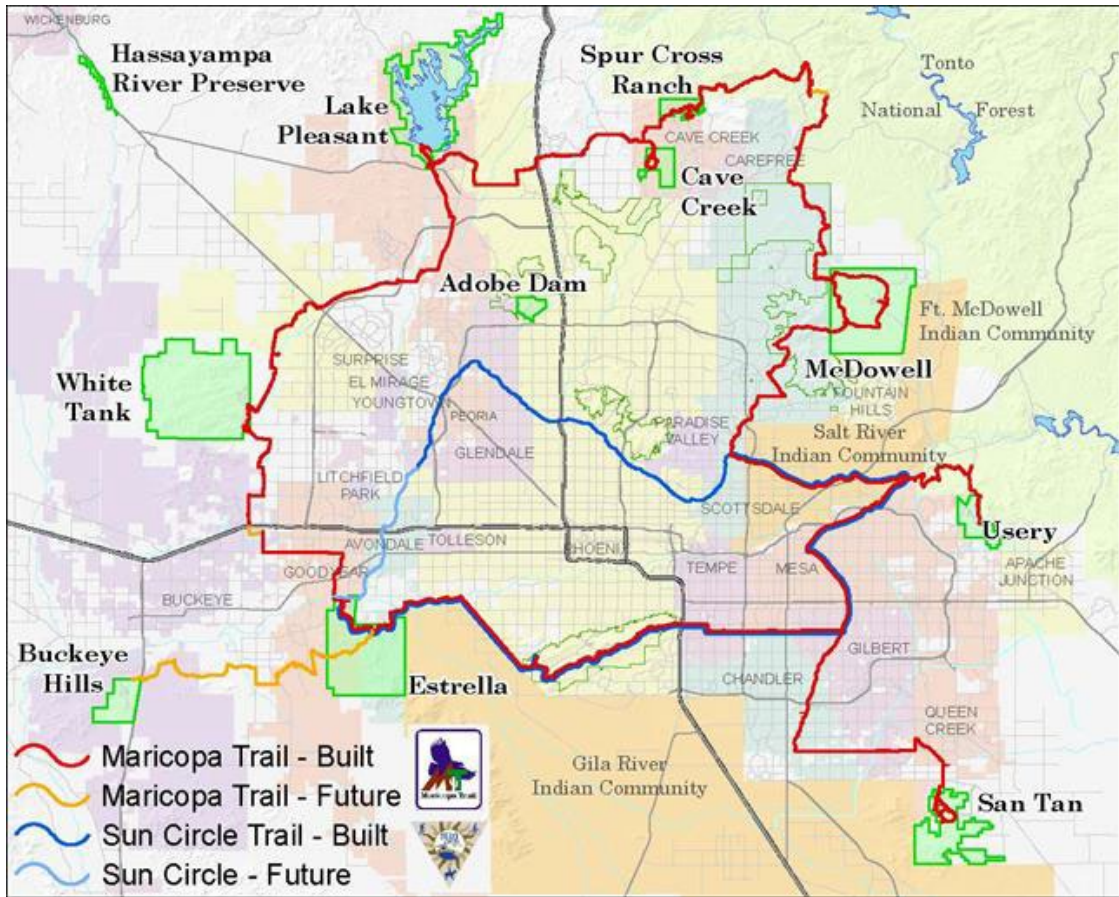 WICKENBURG
Hassayampa
River Preserve
Lake
Pleasant
Spur Cross
Ranch
Tonto
National Forest
CAVE CREEK
CAREFREE
Cave
Creek
Adobe Dam
Ft. McDowell
Indian Community
McDowell
FOUNTAIN
HILLS
White
Tank
SURPRISE
EL MIRAGE
YOUNGTOWN
PEORIA
GLENDALE
PARADISE
VALLEY
Salt River
Indian Community
LITCHFIELD
PARK
SCOTTSDALE
Usery
AVONDALE
TOLLESON
PHOENIX
TEMPE
MESA
APACHE
JUNCTION
GOODYEAR
BUCKEYE
Buckeye
Hills
Estrella
GILBERT
CHANDLER
QUEEN
CREEK
Gila River
Indian Community
San Tan
Maricopa Trail - Built
Maricopa Trail - Future
Sun Circle Trail - Built
Sun Circle - Future
Maricopa Trail